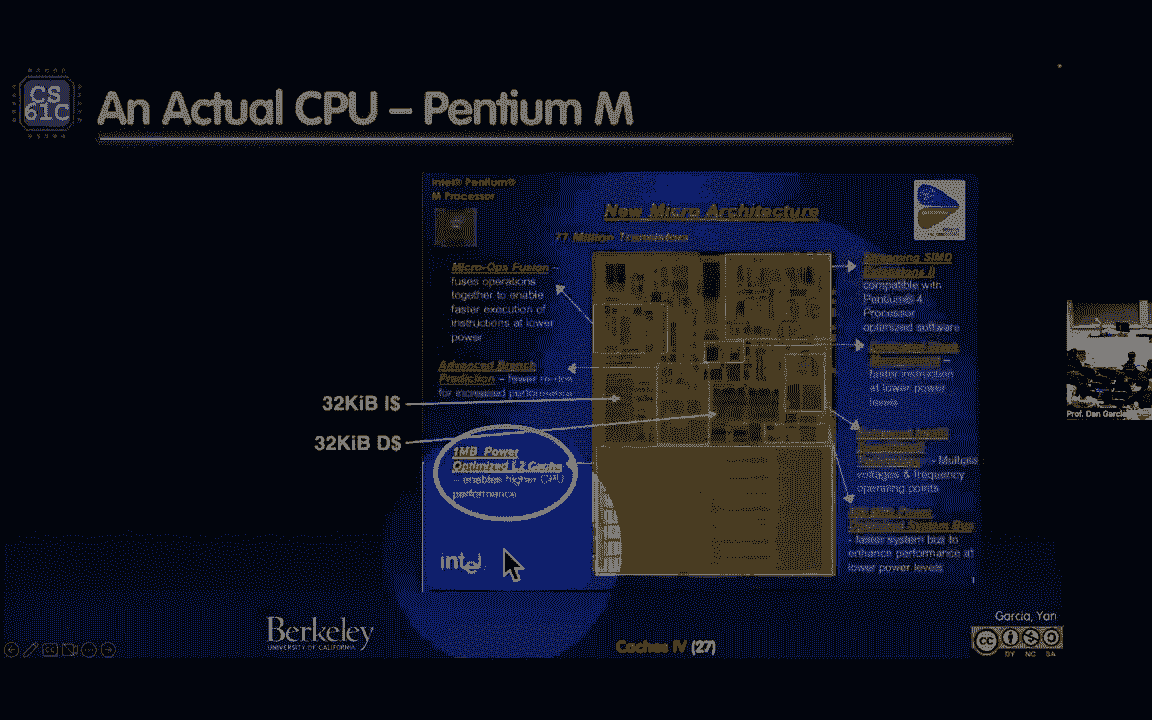 CS
61C
An Actual CPU – Pentium M
Intel® Pentium®
M Processor
New Micro Architecture
77 Million Transistors
Micro-Ops Fusion –
fuses operations
together to enable
faster execution of
instructions at lower
power
Advanced Branch
Prediction – fewer
for increased performance
32KiB I$
32KiB D$
1MB Power
Optimized L2 Cache
– enables higher CPU
performance
intel
Streaming SIMD
Extensions II
compatible with
Pentium® 4
Processor
optimized software
faster instruction
at lower power
levels
– Multiple
voltages & frequency
operating points
System Bus
- faster system bus to
enhance performance at
lower power levels
Prof. Dan Garcia
Garcia, Yan
Berkeley
UNIVERSITY OF CALIFORNIA
Caches IV (27)
CC
BY NC SA